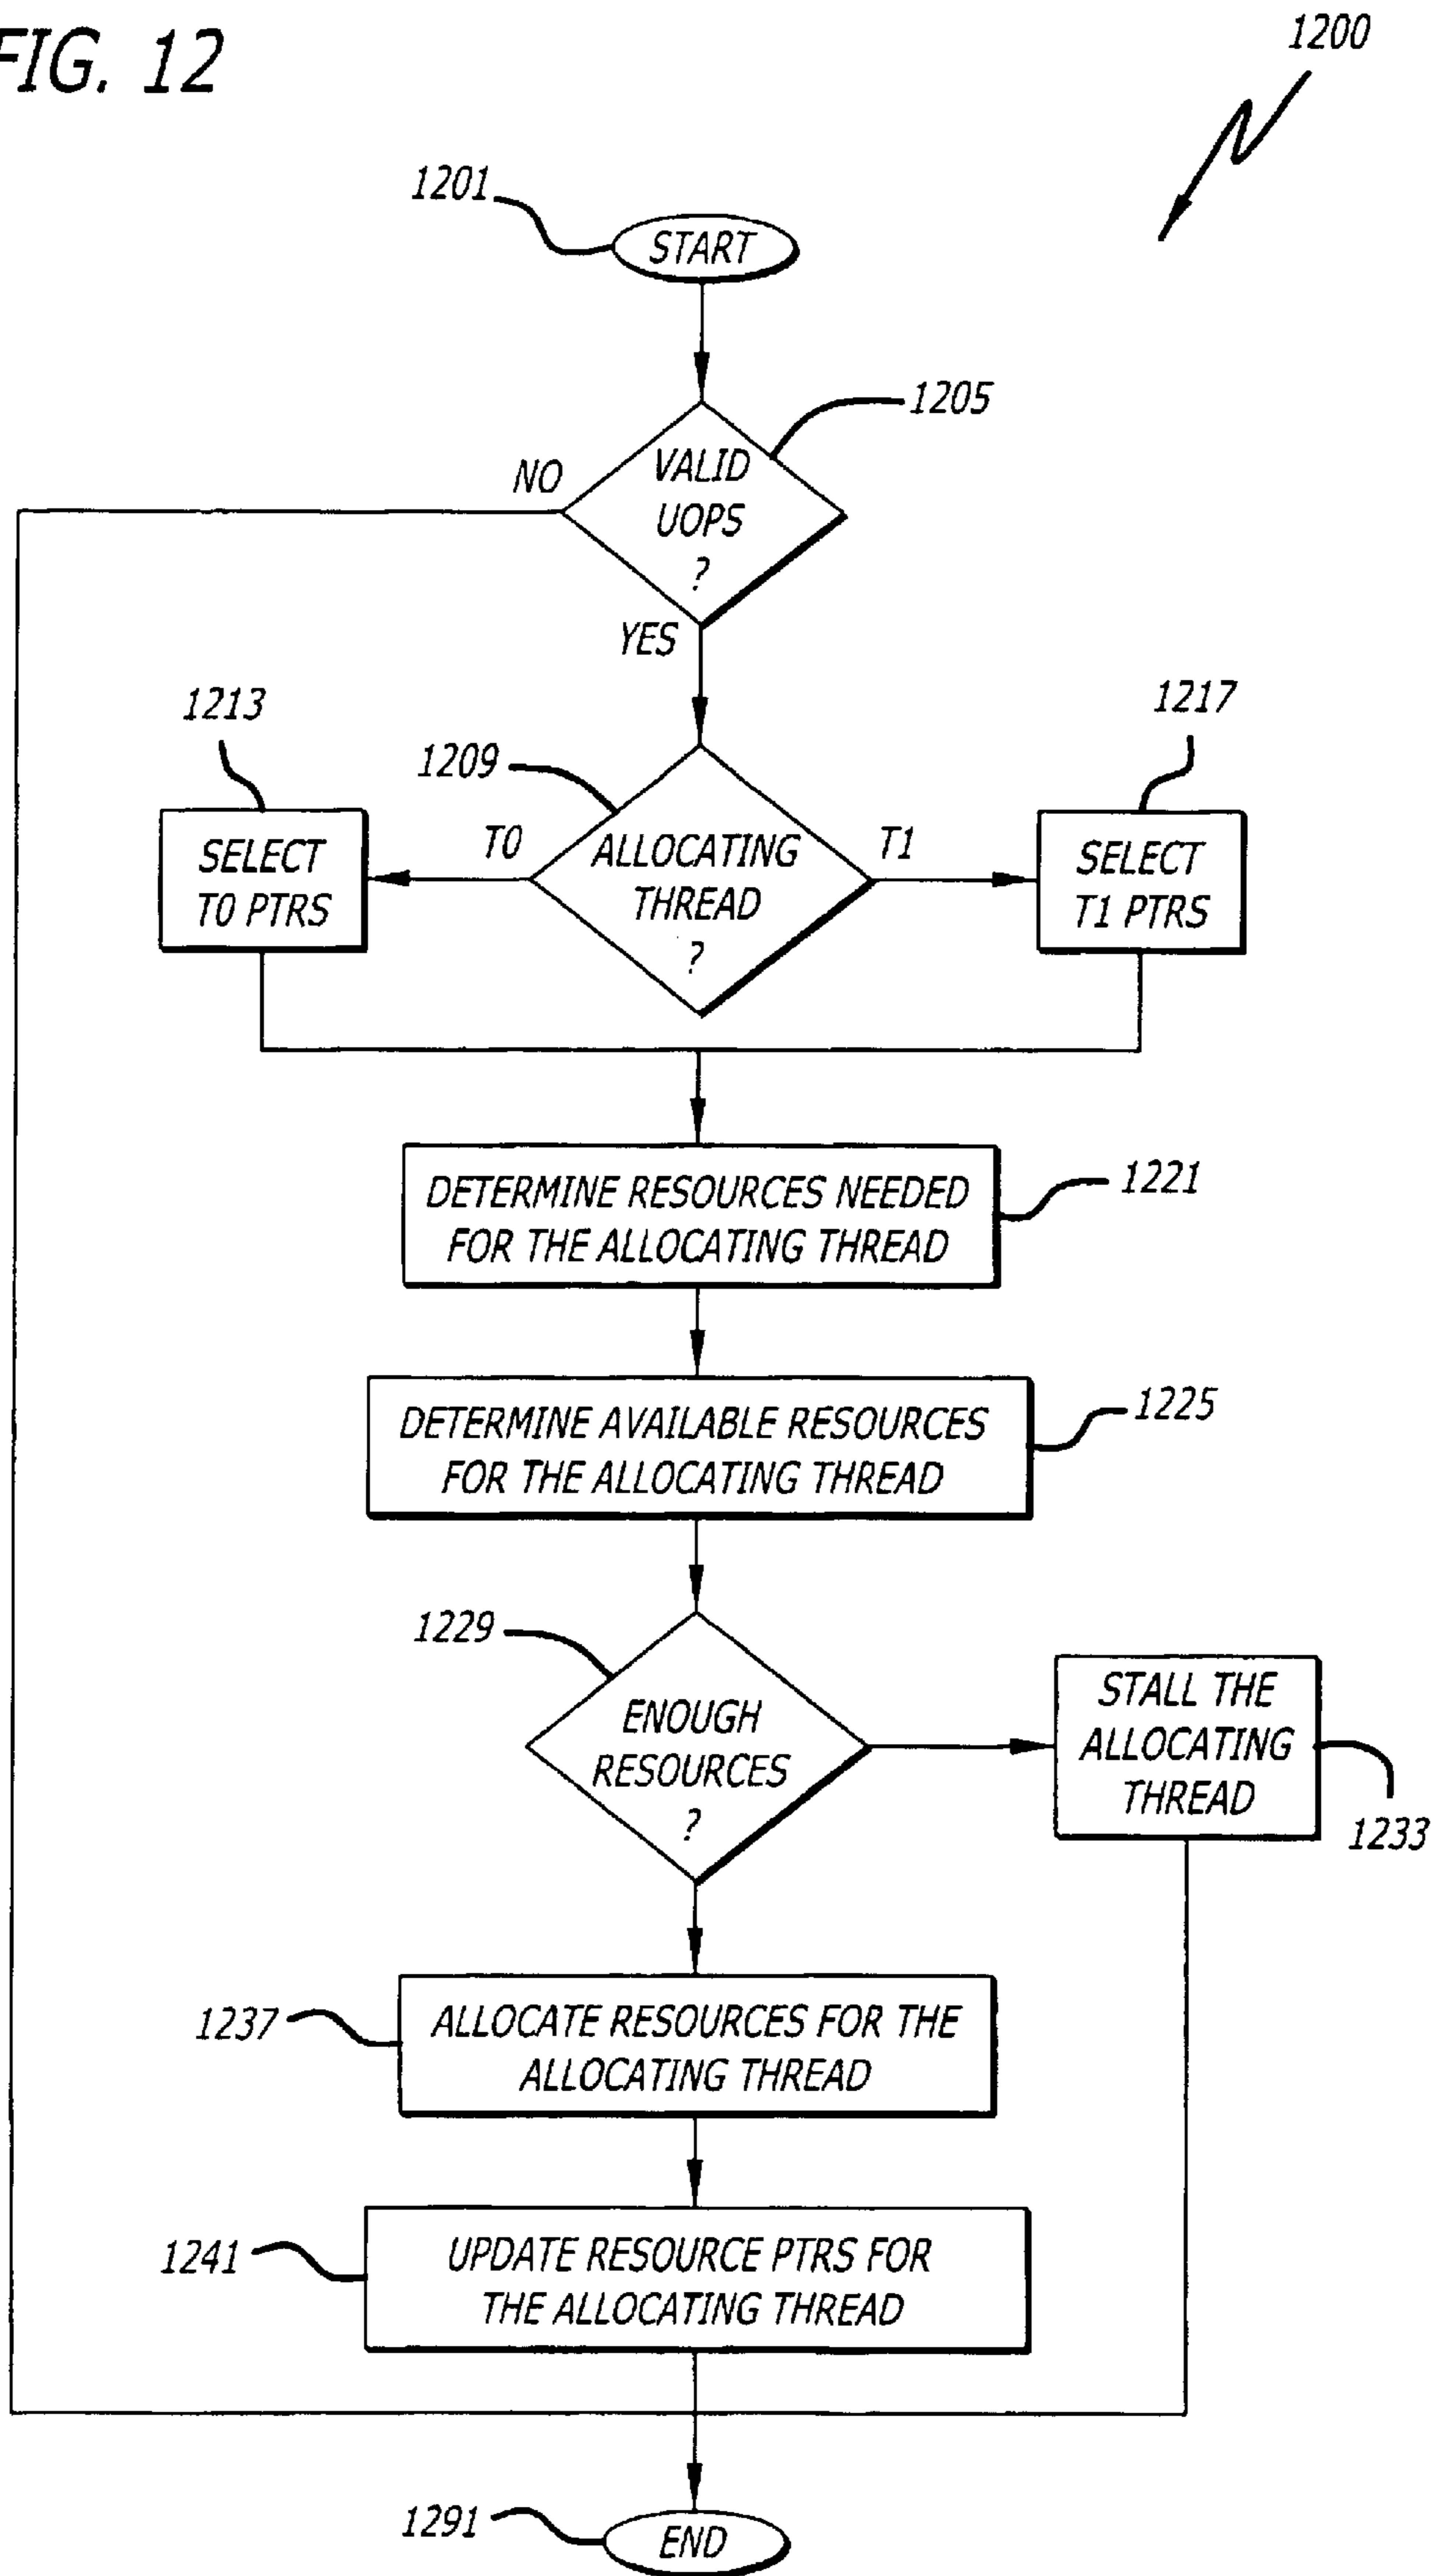 FIG. 12
1200
1201
START
1205
NO
VALID
UOPS
?
YES
1213
1217
1209
T0
ALLOCATING
THREAD
?
T1
SELECT
T0 PTRS
SELECT
T1 PTRS
DETERMINE RESOURCES NEEDED
FOR THE ALLOCATING THREAD
1221
DETERMINE AVAILABLE RESOURCES
FOR THE ALLOCATING THREAD
1225
1229
ENOUGH
RESOURCES
?
STALL THE
ALLOCATING
THREAD
1233
1237
ALLOCATE RESOURCES FOR THE
ALLOCATING THREAD
1241
UPDATE RESOURCE PTRS FOR
THE ALLOCATING THREAD
1291
END